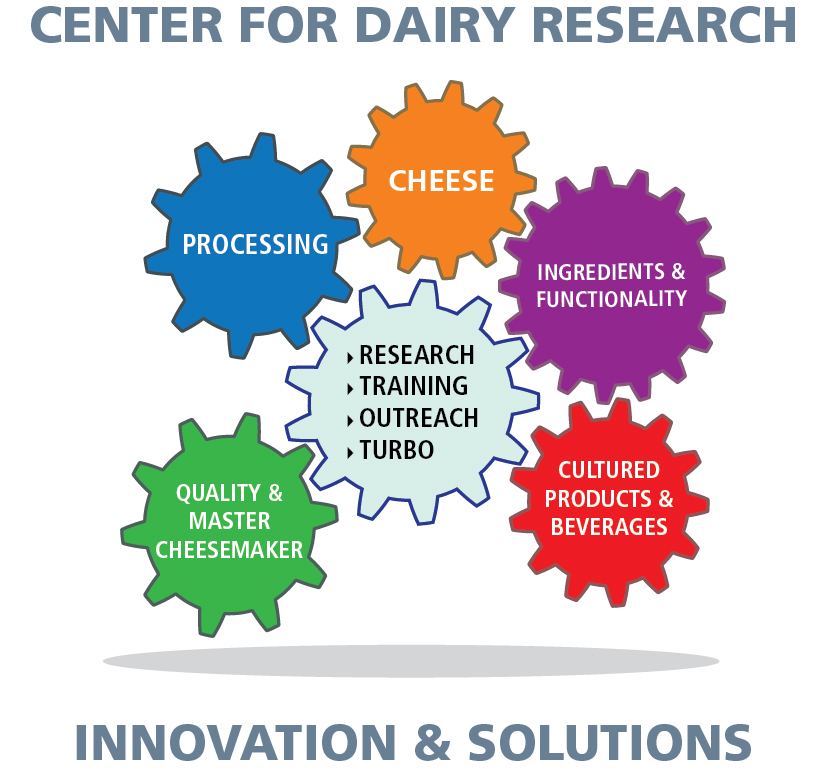 CENTER FOR DAIRY RESEARCH
CHEESE
PROCESSING
INGREDIENTS &
FUNCTIONALITY
RESEARCH
TRAINING
OUTREACH
TURBO
QUALITY &
MASTER
CHEESEMAKER
CULTURED
PRODUCTS &
BEVERAGES
INNOVATION & SOLUTIONS